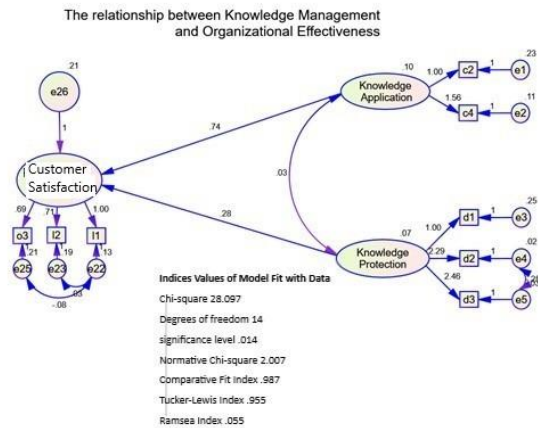 The relationship between Knowledge Management
and Organizational Effectiveness
.21
e26
1
.10
Knowledge
Application
1.00
c2
1
.23
e1
1.56
c4
1
.11
e2
.74
Customer
Satisfaction
.03
.28
.69
.71
1.00
o3
l2
l1
.21
.19
.13
e25
e23
e22
.03
-.08
.07
Knowledge
Protection
1.00
d1
1
.25
e3
2.29
d2
1
.02
e4
2.46
d3
1
e5
Indices Values of Model Fit with Data
Chi-square 28.097
Degrees of freedom 14
significance level .014
Normative Chi-square 2.007
Comparative Fit Index .987
Tucker-Lewis Index .955
Ramsea Index .055